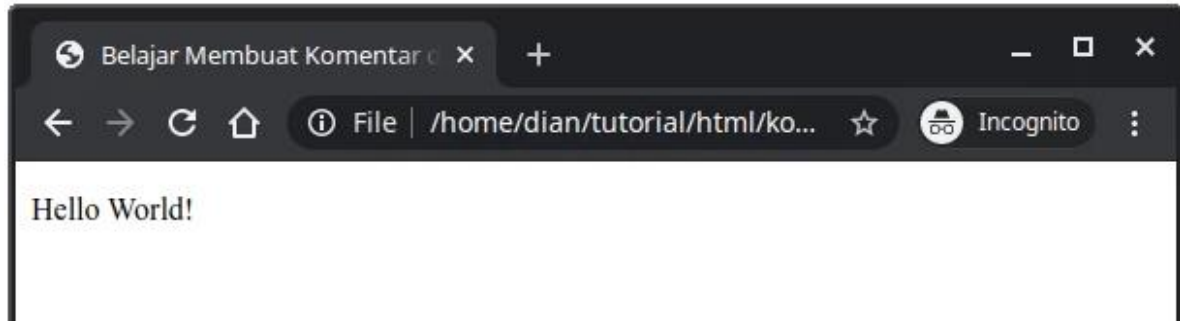 Belajar Membuat Komentar
File | /home/dian/tutorial/html/ko...
Incognito
Hello World!